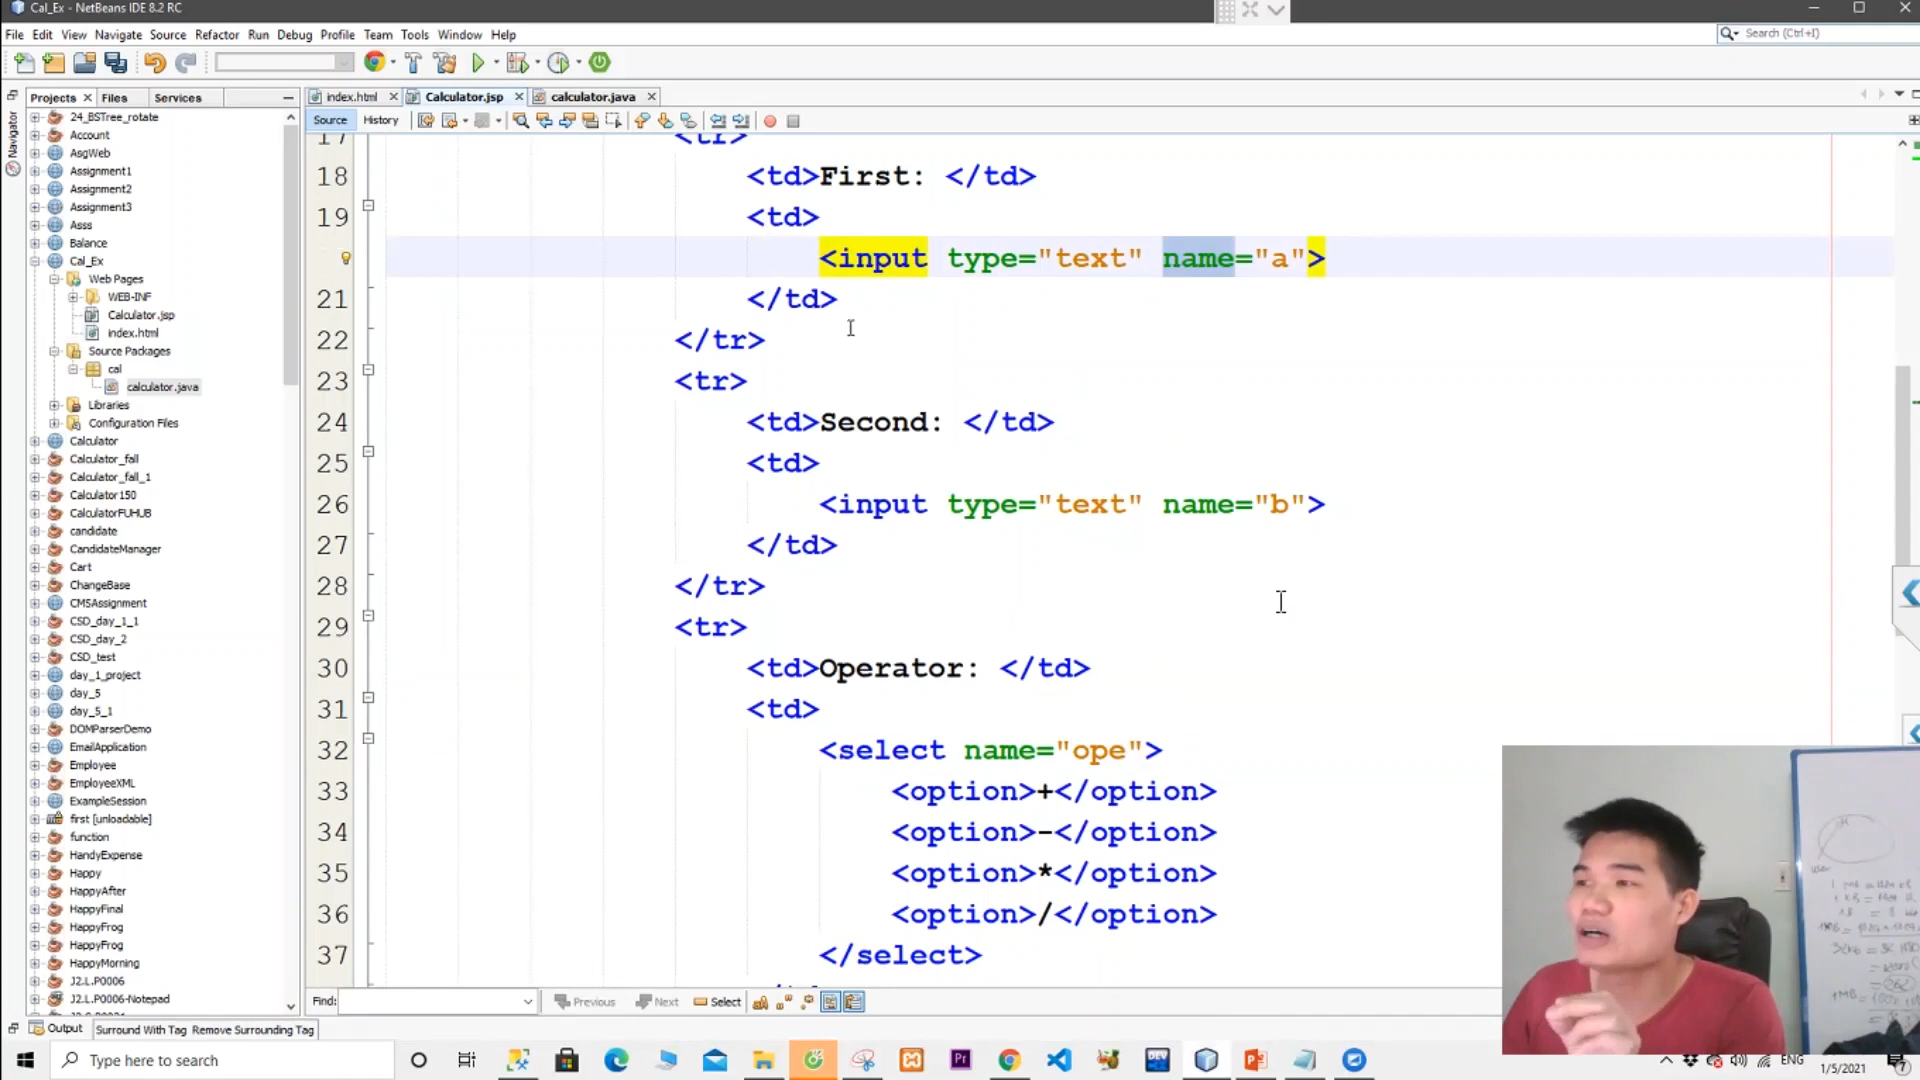 Cal_Ex - NetBeans IDE 8.2 RC
File Edit View Navigate Source Refactor Run Debug Profile Team Tools Window Help
Search (Ctrl+I)
Projects Files Services
index.html Calculator.jsp calculator.java
Source History
Navigator
24_BSTree_rotate
Account
AsgWeb
Assignment1
Assignment2
Assignment3
Asss
Balance
Cal_Ex
Web Pages
WEB-INF
Calculator.jsp
index.html
Source Packages
cal
calculator.java
Libraries
Configuration Files
Calculator
Calculator_fall
Calculator_fall_1
Calculator150
CalculatorFUHUB
candidate
CandidateManager
Cart
ChangeBase
CMSAssignment
CSD_day_1_1
CSD_day_2
CSD_test
day_1_project
day_5
day_5_1
DOMParserDemo
EmailApplication
Employee
EmployeeXML
ExampleSession
first [unloadable]
function
HandyExpense
Happy
HappyAfter
HappyFinal
HappyFrog
HappyFrog
HappyMorning
J2.L.P0006
J2.L.P0006-Notepad
17 <tr>
18 <td>First: </td>
19 <td>
<input type="text" name="a">
21 </td>
22 </tr>
23 <tr>
24 <td>Second: </td>
25 <td>
26 <input type="text" name="b">
27 </td>
28 </tr>
29 <tr>
30 <td>Operator: </td>
31 <td>
32 <select name="ope">
33 <option>+</option>
34 <option>-</option>
35 <option>*</option>
36 <option>/</option>
37 </select>
Find: Previous Next Select
Output Surround With Tag Remove Surrounding Tag
Type here to search
Pr
DEV
ENG
1/5/2021
7